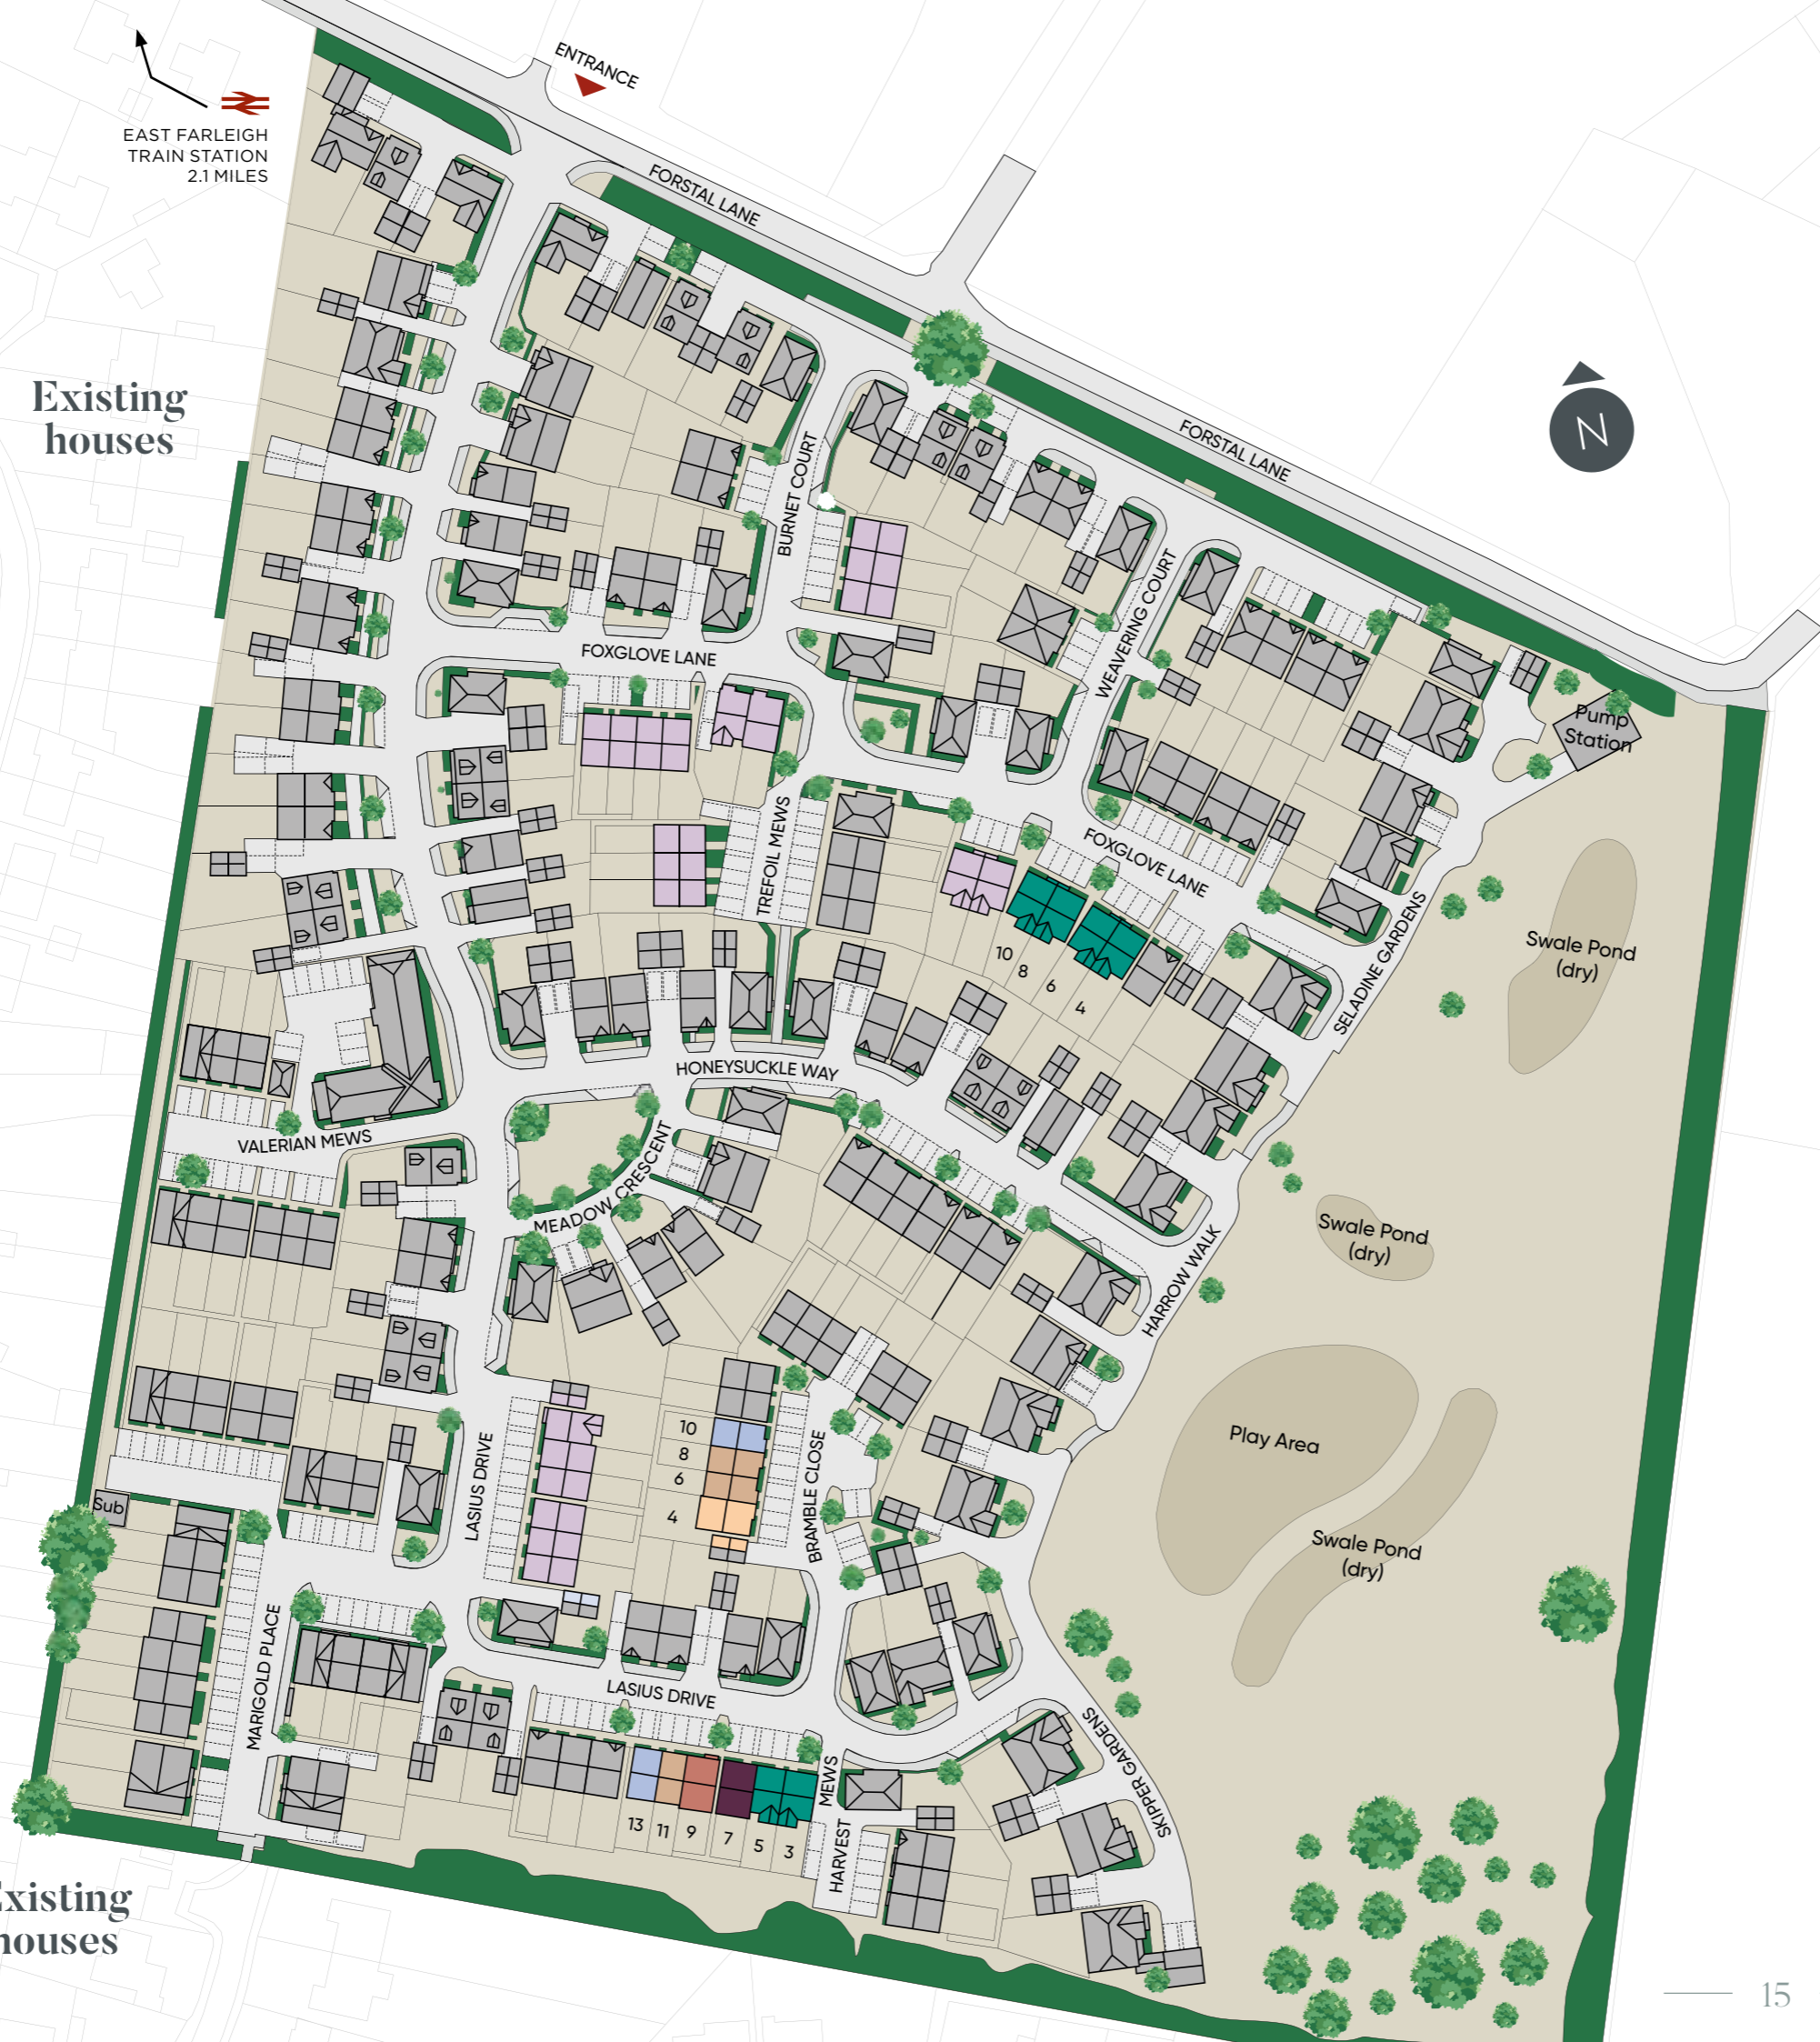 ENTRANCE
EAST FARLEIGH
TRAIN STATION
2.1 MILES
FORSTAL LANE
Existing
houses
N
FORSTAL LANE
BURNET COURT
WEAVERING COURT
FOXGLOVE LANE
Pump
Station
TREFOIL MEWS
FOXGLOVE LANE
SELADINE GARDENS
Swale Pond
(dry)
10
8
6
4
HONEYSUCKLE WAY
VALERIAN MEWS
MEADOW CRESCENT
HARROW WALK
Swale Pond
(dry)
Play Area
Swale Pond
(dry)
10
8
6
4
LASIUS DRIVE
BRAMBLE CLOSE
Sub
MARIGOLD PLACE
LASIUS DRIVE
SKIPPER GARDENS
HARVEST MEWS
13
11
9
7
5
3
Existing
houses
15